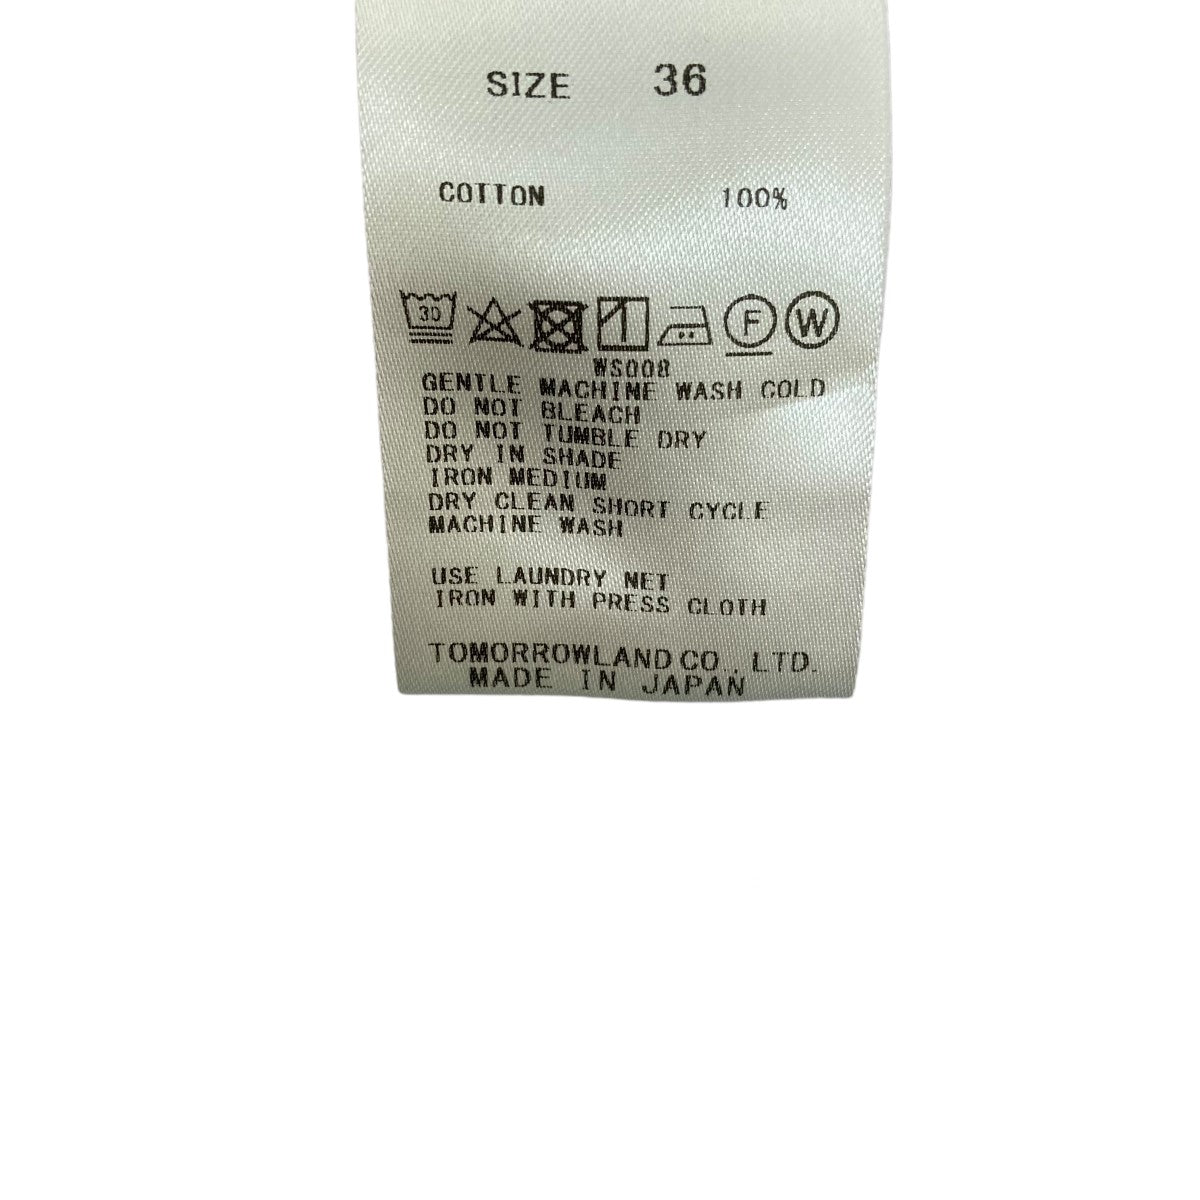 SIZE 36
COTTON 100%
30 F W
WS008
GENTLE MACHINE WASH COLD
DO NOT BLEACH
DO NOT TUMBLE DRY
DRY IN SHADE
IRON MEDIUM
DRY CLEAN SHORT CYCLE
MACHINE WASH
USE LAUNDRY NET
IRON WITH PRESS CLOTH
TOMORROWLAND CO., LTD.
MADE IN JAPAN